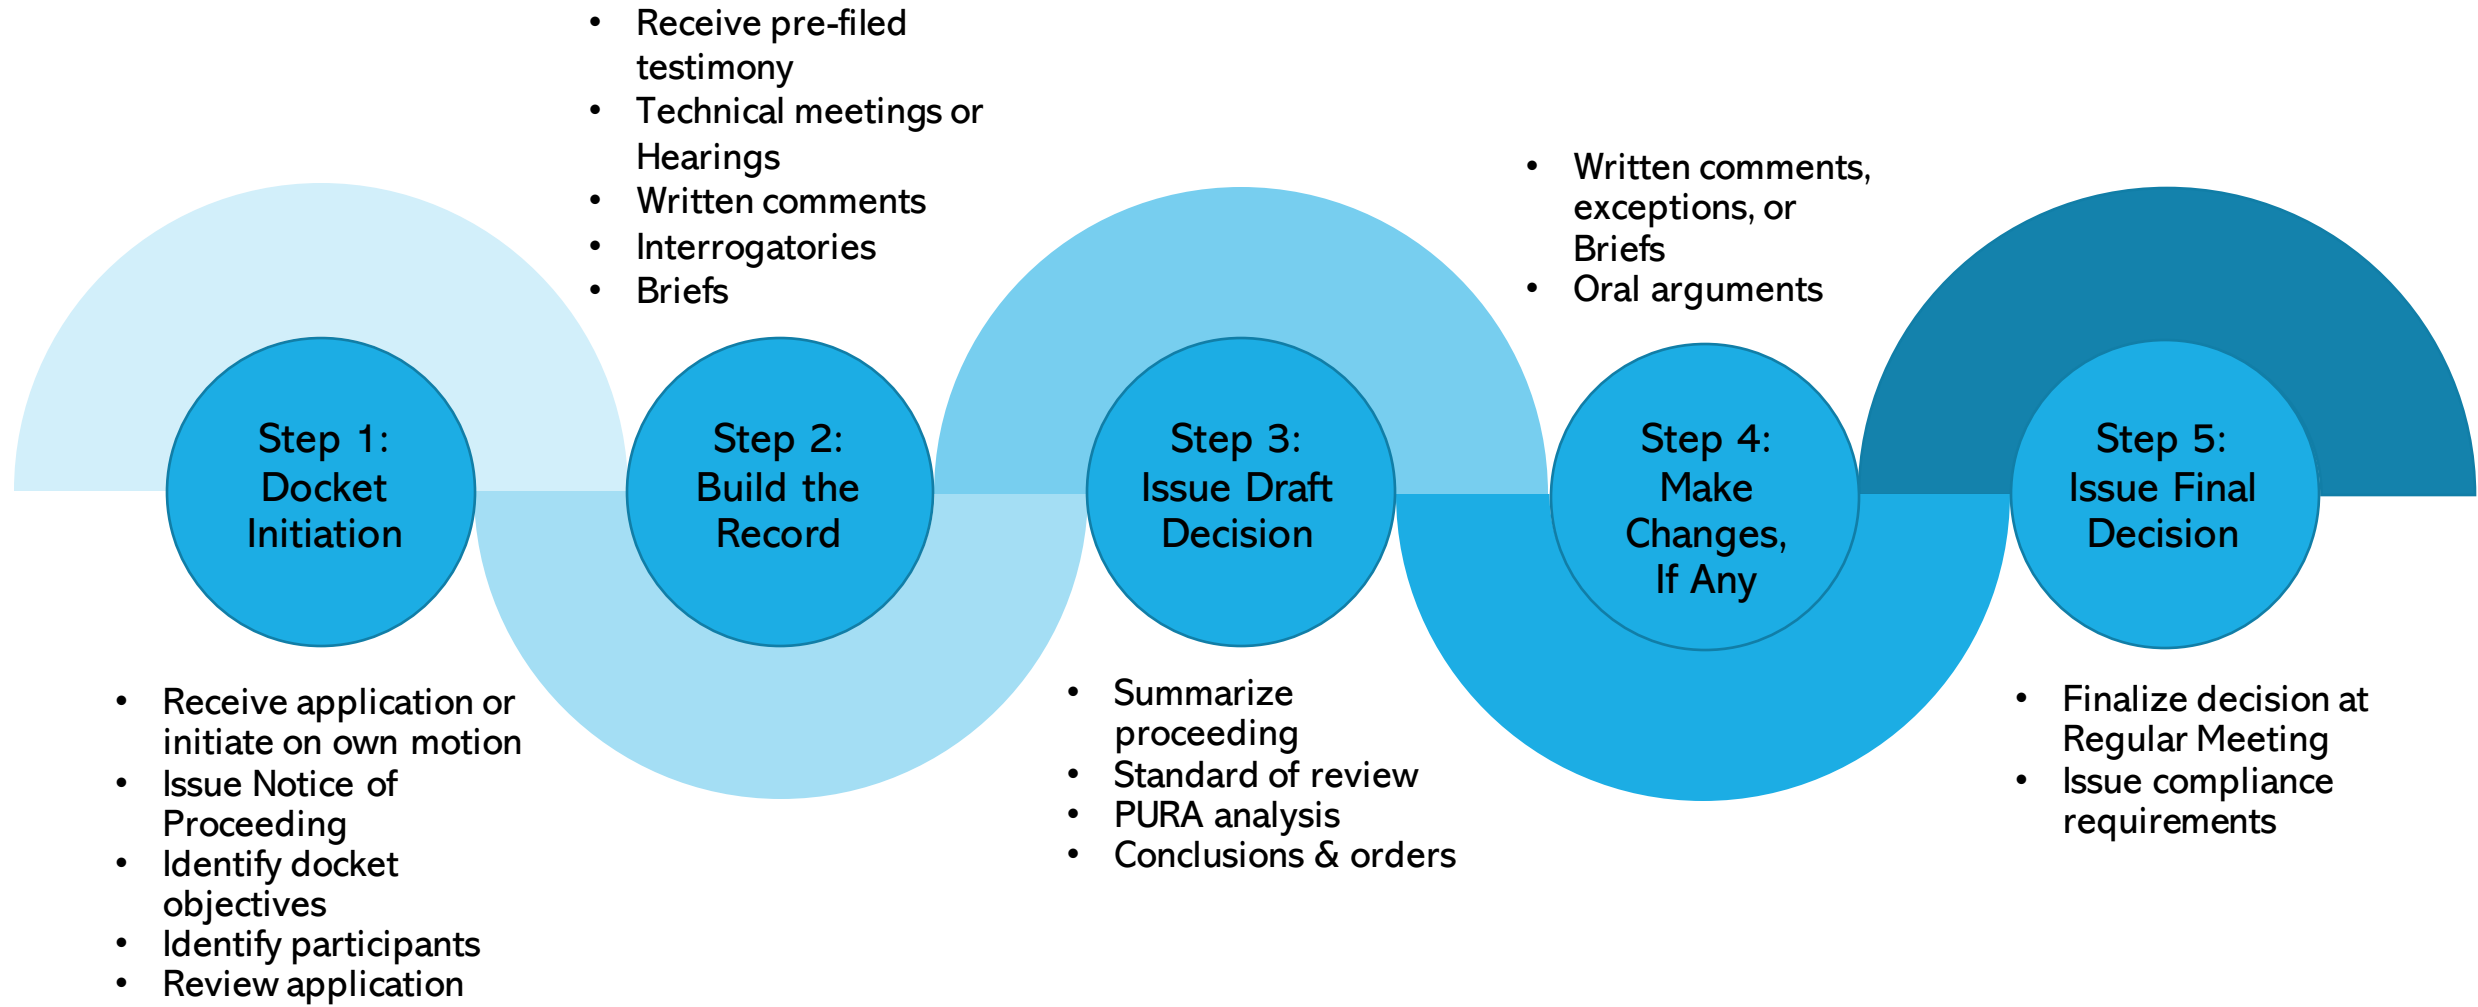 Step 1:
Docket
Initiation
• Receive application or
initiate on own motion
• Issue Notice of
Proceeding
• Identify docket
objectives
• Identify participants
• Review application
• Receive pre-filed
testimony
• Technical meetings or
Hearings
• Written comments
• Interrogatories
• Briefs
Step 2:
Build the
Record
Step 3:
Issue Draft
Decision
• Summarize
proceeding
• Standard of review
• PURA analysis
• Conclusions & orders
• Written comments,
exceptions, or
Briefs
• Oral arguments
Step 4:
Make
Changes,
If Any
Step 5:
Issue Final
Decision
• Finalize decision at
Regular Meeting
• Issue compliance
requirements